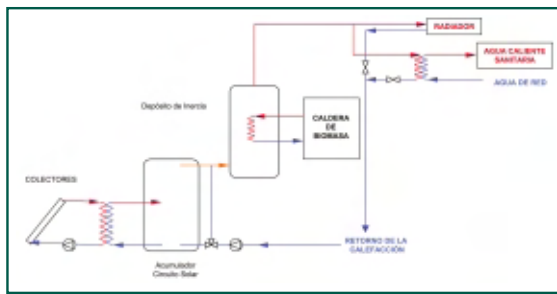 RADIADOR
AGUA CALIENTE
SANITARIA
AGUA DE RED
Depósito de Inercia
CALDERA
DE
BIOMASA
COLECTORES
RETORNO DE LA
CALEFACCIÓN
Acumulador
Circuito Solar